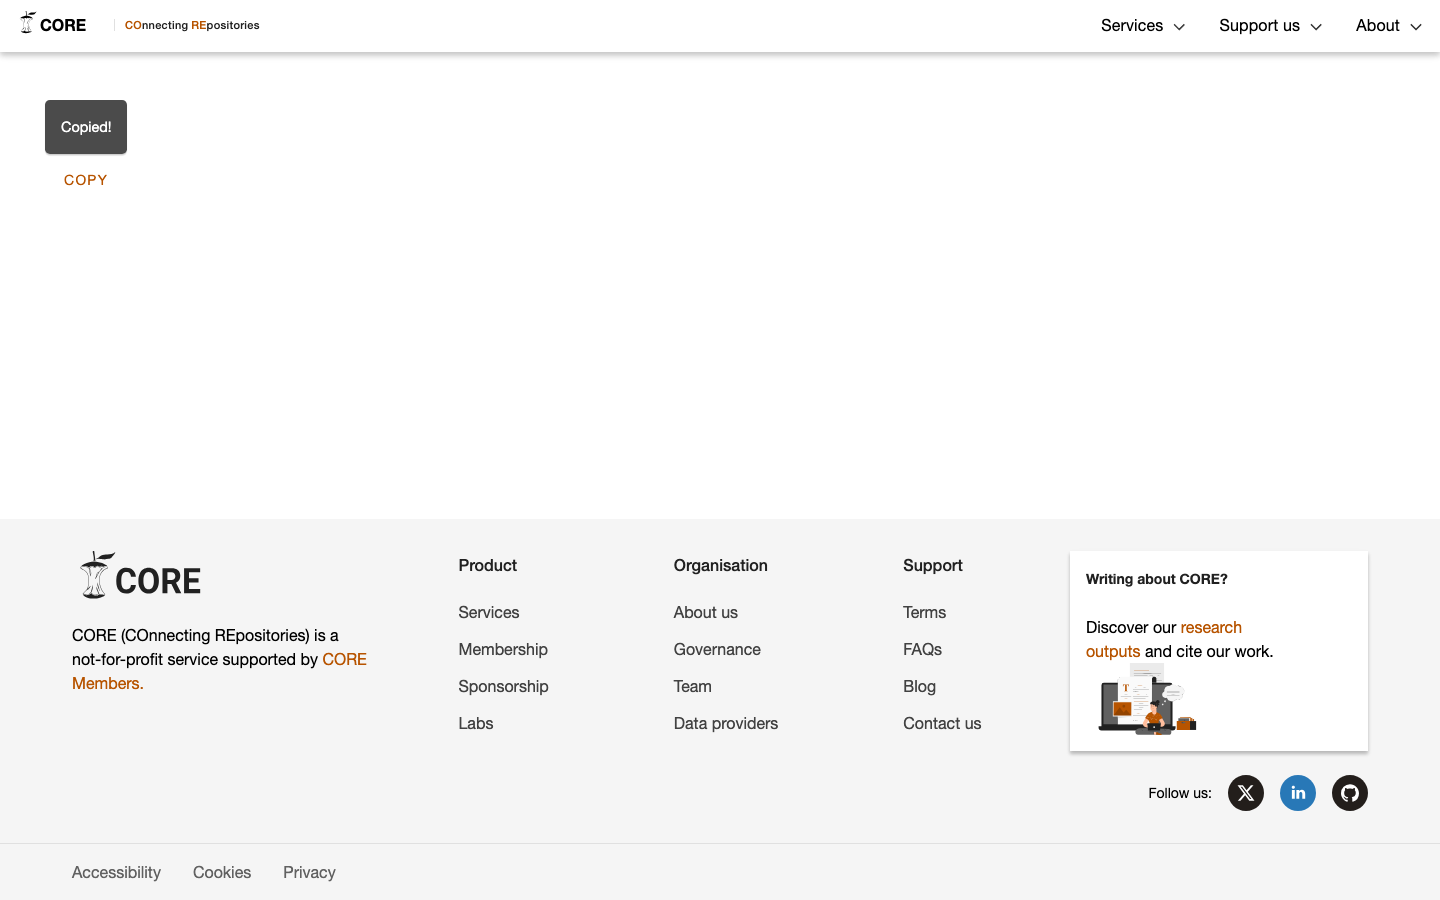 CORE
COnnecting REpositories
Services
Support us
About
Copied!
COPY
CORE
CORE (COnnecting REpositories) is a
not-for-profit service supported by CORE
Members.
Product
Services
Membership
Sponsorship
Labs
Organisation
About us
Governance
Team
Data providers
Support
Terms
FAQs
Blog
Contact us
Writing about CORE?
Discover our research
outputs and cite our work.
T
Follow us:
in
Accessibility
Cookies
Privacy